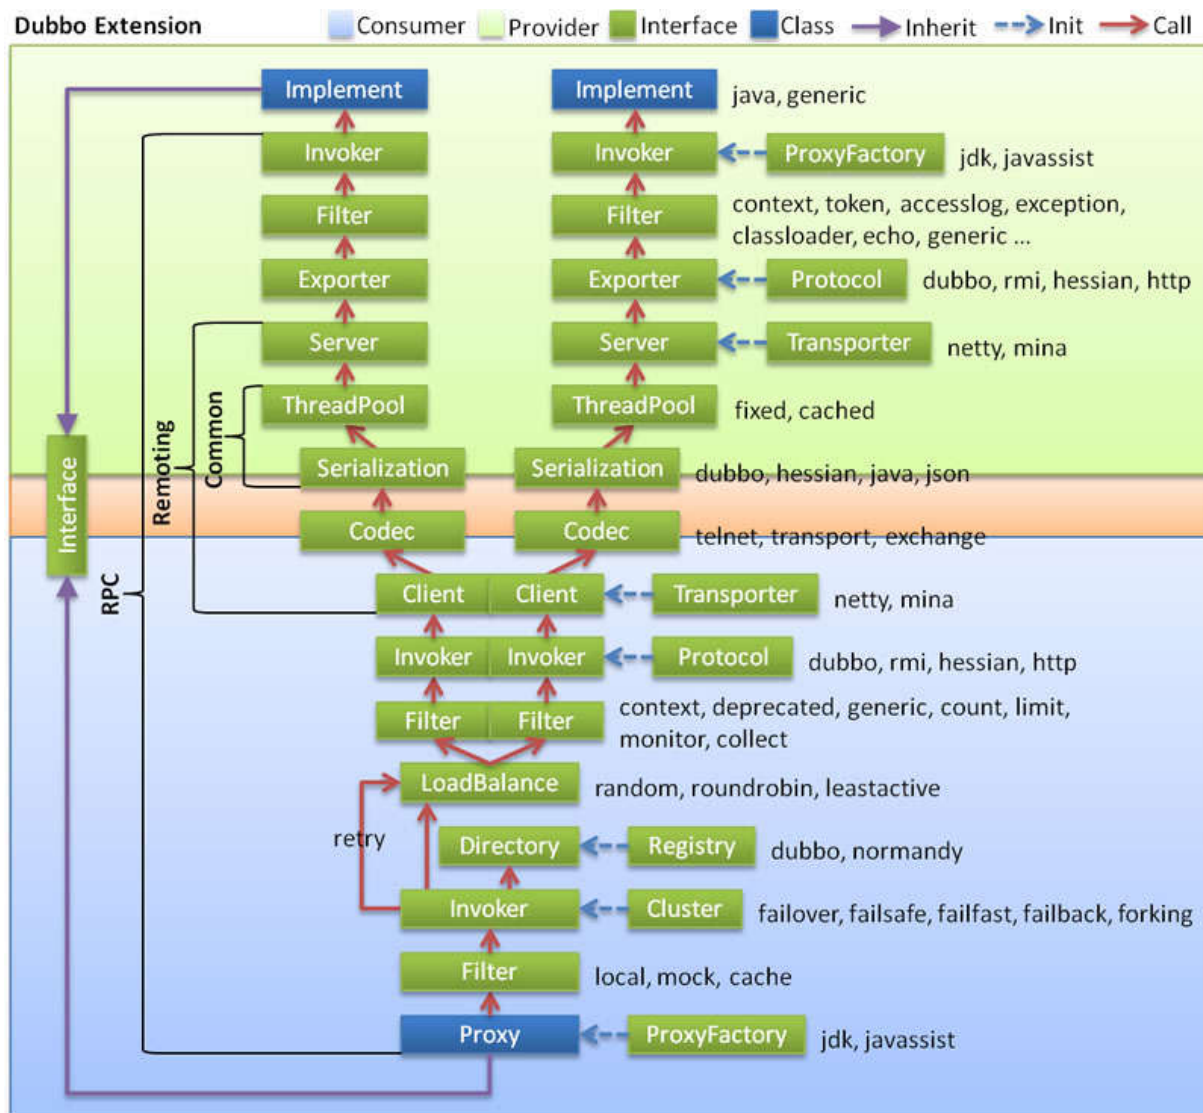 Dubbo Extension
Consumer
Provider
Interface
Class
Inherit
Init
Call
Implement
Implement
java, generic
Invoker
Invoker
ProxyFactory
jdk, javassist
Filter
Filter
context, token, accesslog, exception,
classloader, echo, generic ...
Exporter
Exporter
Protocol
dubbo, rmi, hessian, http
Server
Server
Transporter
netty, mina
ThreadPool
ThreadPool
fixed, cached
Common
Remoting
RPC
Interface
Serialization
Serialization
dubbo, hessian, java, json
Codec
Codec
telnet, transport, exchange
Client
Client
Transporter
netty, mina
Invoker
Invoker
Protocol
dubbo, rmi, hessian, http
Filter
Filter
context, deprecated, generic, count, limit,
monitor, collect
LoadBalance
random, roundrobin, leastactive
retry
Directory
Registry
dubbo, normandy
Invoker
Cluster
failover, failsafe, failfast, failback, forking
Filter
local, mock, cache
Proxy
ProxyFactory
jdk, javassist